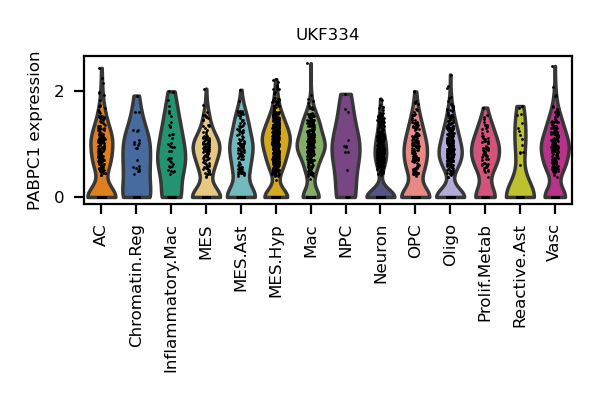 UKF334
PABPC1 expression
2
0
AC
Chromatin.Reg
Inflammatory.Mac
MES
MES.Ast
MES.Hyp
Mac
NPC
Neuron
OPC
Oligo
Prolif.Metab
Reactive.Ast
Vasc